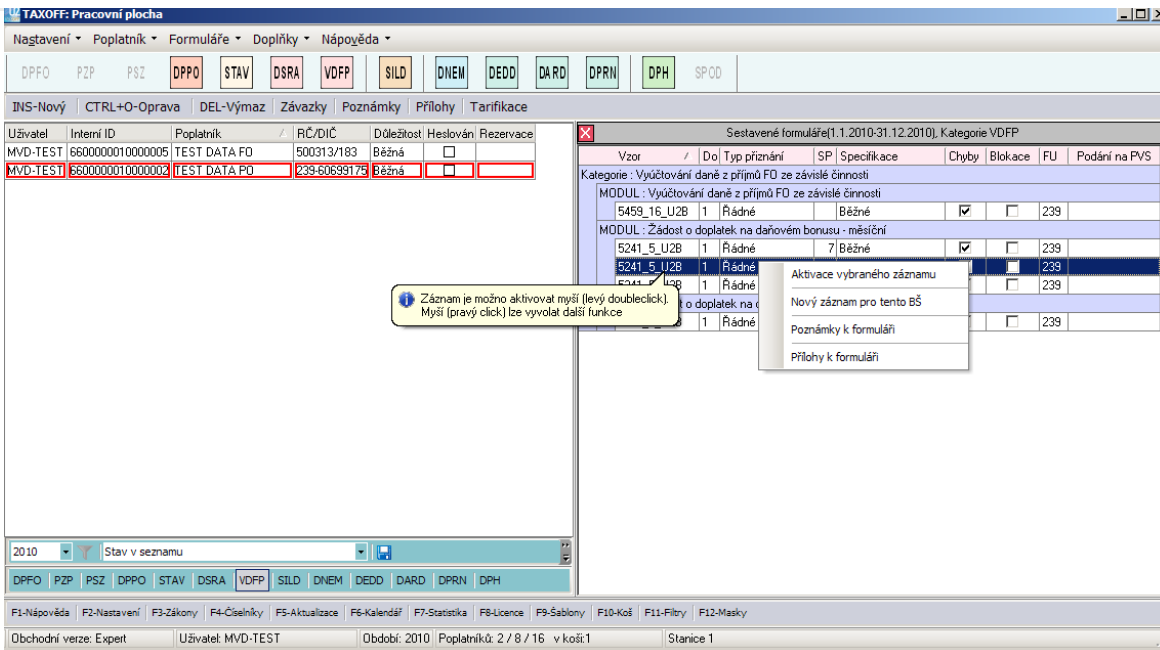 TAXOFF: Pracovní plocha
Nastavení Poplatník Formuláře Doplňky Nápověda
DPFO PZP PSZ DPPO STAV DSRA VDFP SILD DNEM DEDD DARD DPRN DPH SPOD
INS-Nový CTRL+O-Oprava DEL-Výmaz Závazky Poznámky Přílohy Tarifikace
Uživatel Interní ID Poplatník RČ/DIČ Důležitost Heslován Rezervace
MVD-TEST 6600000010000005 TEST DATA FO 500313/183 Běžná
MVD-TEST 6600000010000002 TEST DATA PO 239-60699175 Běžná
Sestavené formuláře(1.1.2010-31.12.2010), Kategorie VDFP
Vzor Do Typ přiznání SP Specifikace Chyby Blokace FU Podání na PVS
Kategorie : Vyúčtování daně z příjmů FO ze závislé činnosti
MODUL : Vyúčtování daně z příjmů FO ze závislé činnosti
5459_16_U2B 1 Řádné Běžné 239
MODUL : Žádost o doplatek na daňovém bonusu - měsíční
5241_5_U2B 1 Řádné 7 Běžné 239
5241_5_U2B 1 Řádné 239
1 Řádné 239
o doplatek na
1 Řádné 239
Aktivace vybraného záznamu
Nový záznam pro tento BŠ
Poznámky k formuláři
Přílohy k formuláři
Záznam je možno aktivovat myší (levý doubleclick).
Myší (pravý click) lze vyvolat další funkce
2010 Stav v seznamu
DPFO PZP PSZ DPPO STAV DSRA VDFP SILD DNEM DEDD DARD DPRN DPH
F1-Nápověda F2-Nastavení F3-Zákony F4-Číselníky F5-Aktualizace F6-Kalendář F7-Statistika F8-Licence F9-Šablony F10-Koš F11-Filtry F12-Masky
Obchodní verze: Expert Uživatel: MVD-TEST Období: 2010 Poplatníků: 2 / 8 / 16 v koši:1 Stanice 1